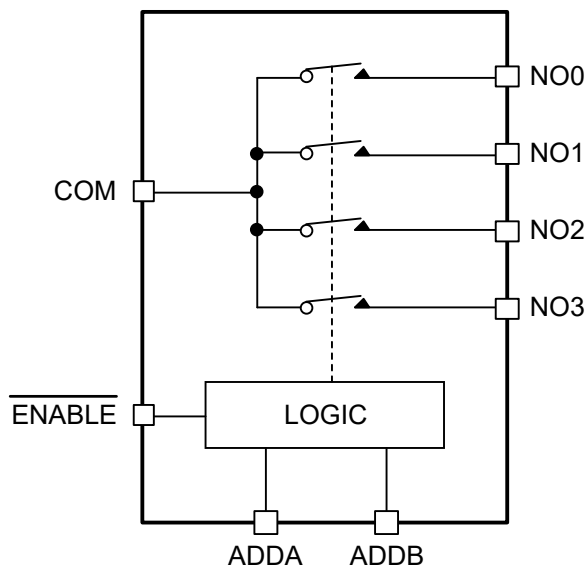 NO0
NO1
COM
NO2
NO3
ENABLE
LOGIC
ADDA
ADDB